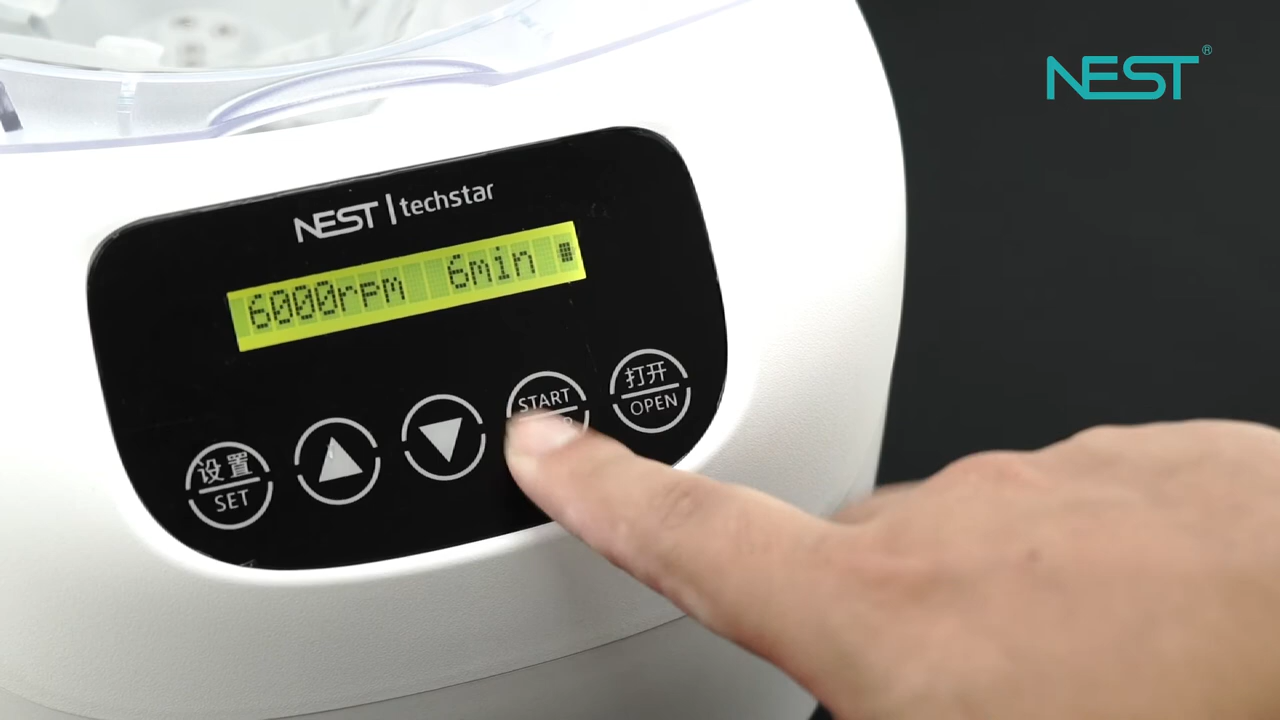 NEST®
NEST | techstar
6000rpm 6min
设置
SET
START
打开
OPEN